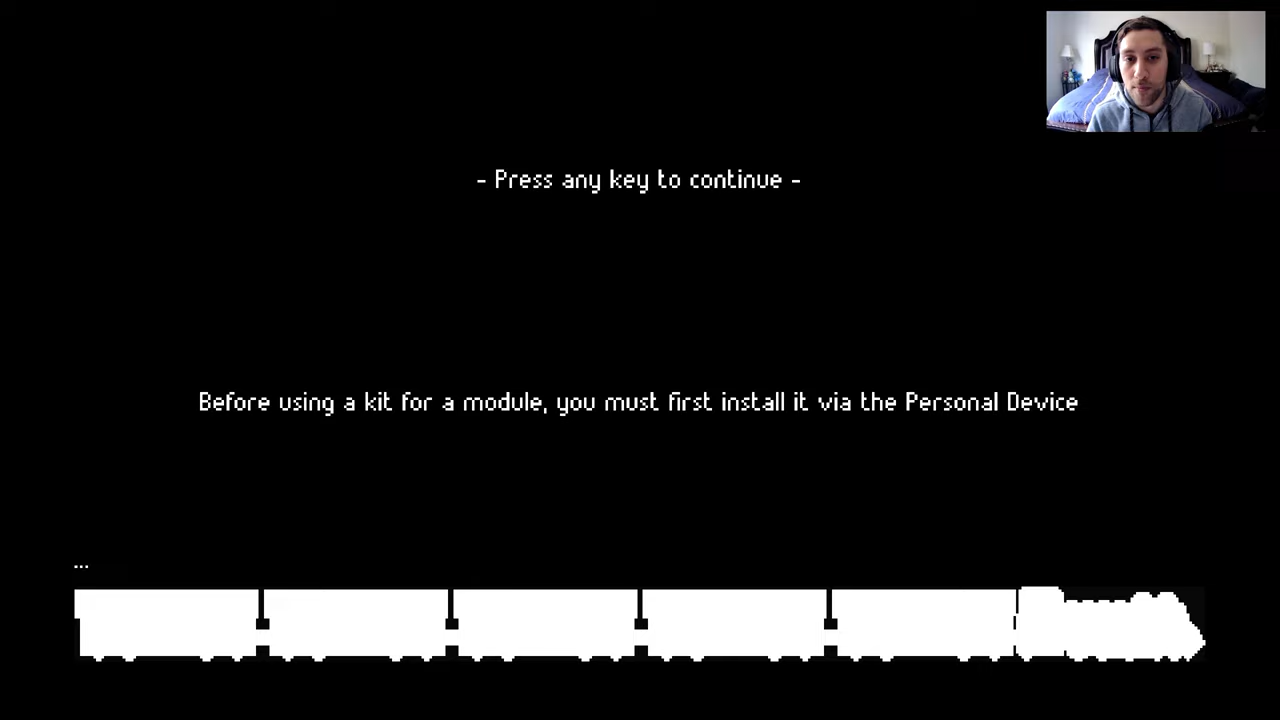 - Press any key to continue -
Before using a kit for a module, you must first install it via the Personal Device
...